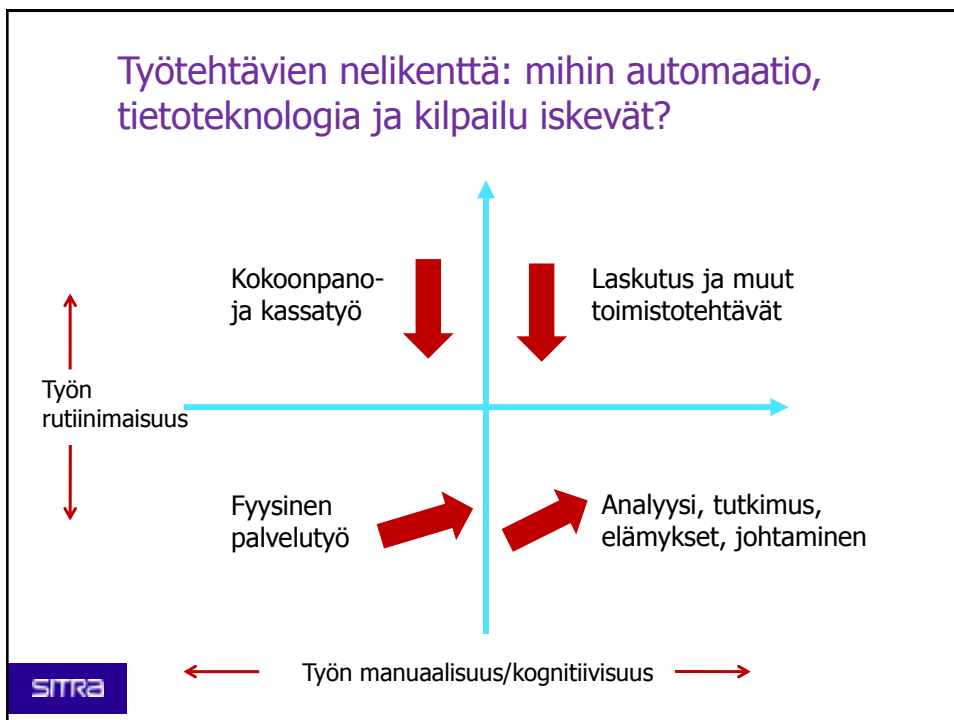 Työtehtävien nelikenttä: mihin automaatio,
tietoteknologia ja kilpailu iskevät?
Kokoonpano-
ja kassatyö
Laskutus ja muut
toimistotehtävät
Työn
rutiinimaisuus
Fyysinen
palvelutyö
Analyysi, tutkimus,
elämykset, johtaminen
Työn manuaalisuus/kognitiivisuus
SITRA